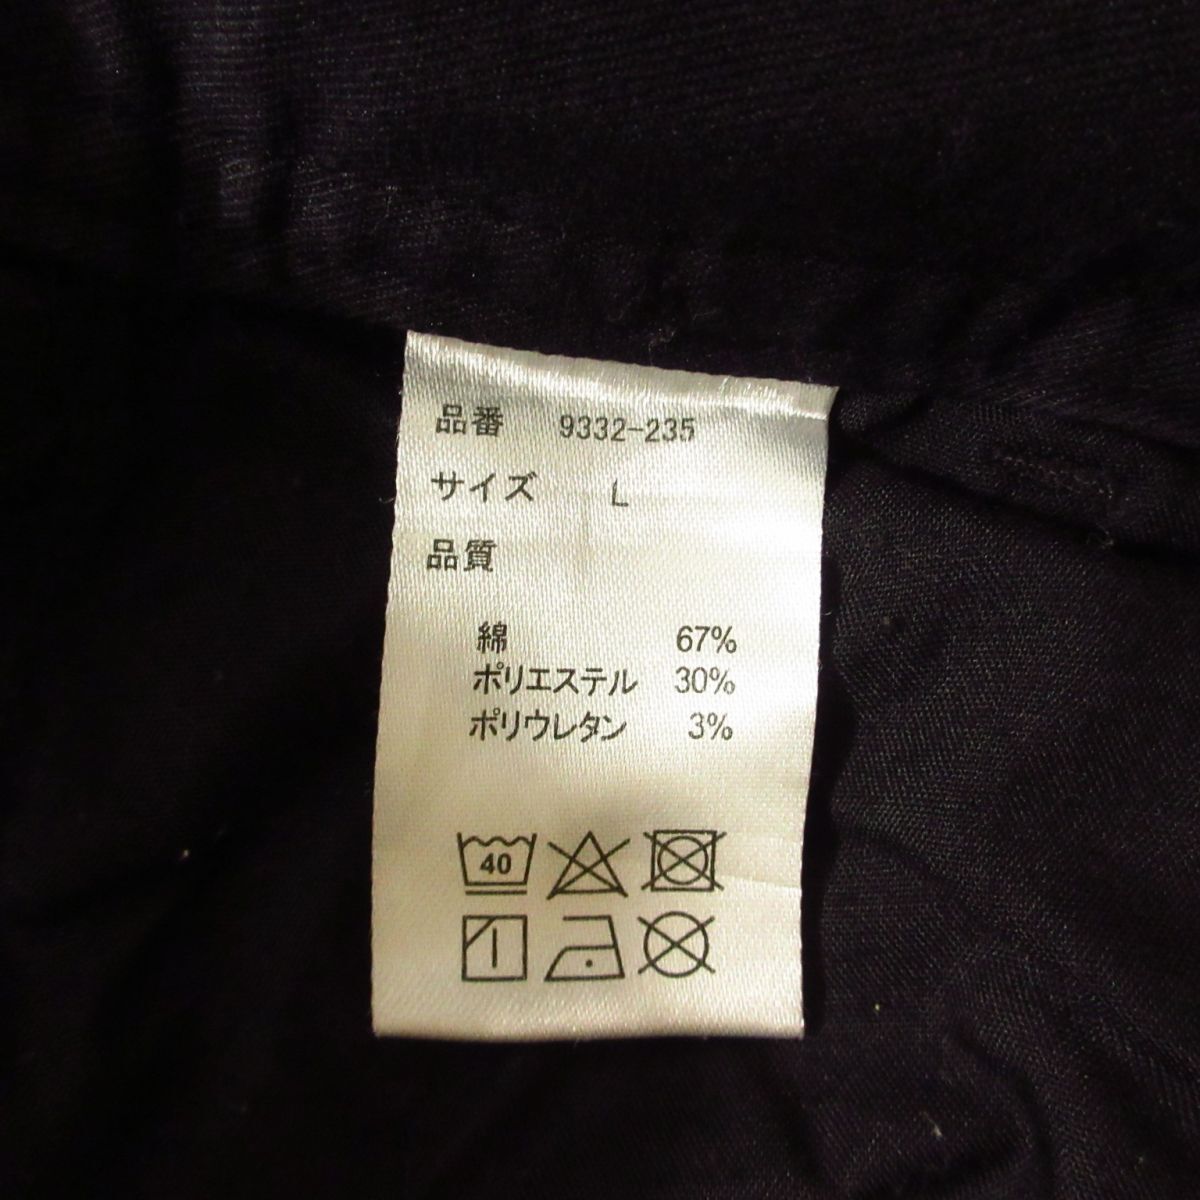 品番 9332-235
サイズ L
品質
綿 67%
ポリエステル 30%
ポリウレタン 3%
40